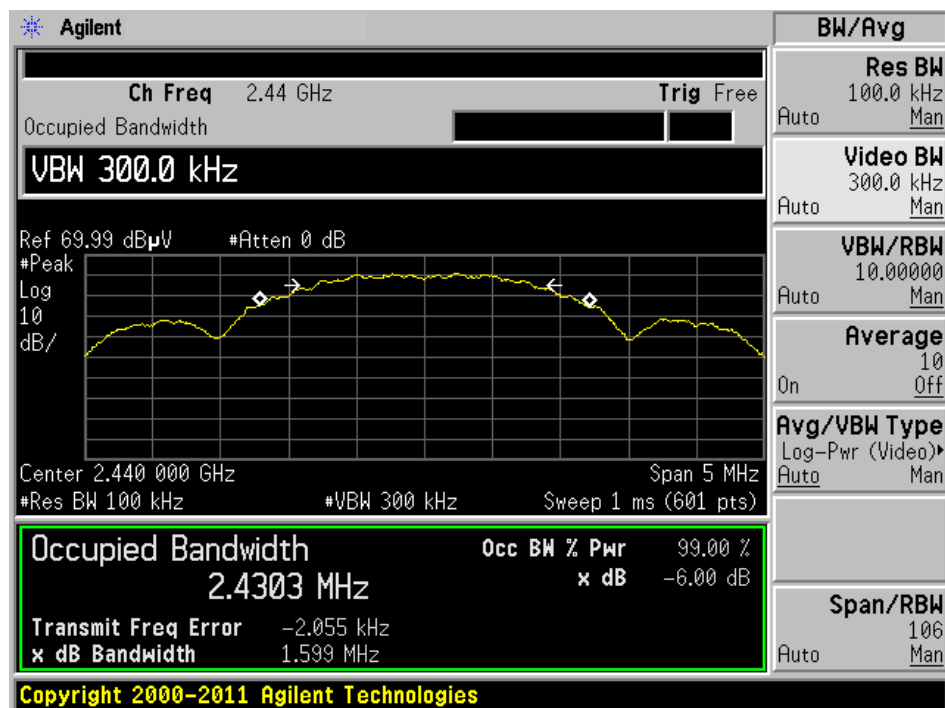 Agilent
Ch Freq 2.44 GHz Trig Free
Occupied Bandwidth
VBW 300.0 kHz
Ref 69.99 dBµV #Atten 0 dB
#Peak
Log
10
dB/
Center 2.440 000 GHz Span 5 MHz
#Res BW 100 kHz #VBW 300 kHz Sweep 1 ms (601 pts)
Occupied Bandwidth Occ BW % Pwr 99.00 %
2.4303 MHz x dB -6.00 dB
Transmit Freq Error -2.055 kHz
x dB Bandwidth 1.599 MHz
Copyright 2000-2011 Agilent Technologies
BW/Avg
Res BW
100.0 kHz
Auto Man
Video BW
300.0 kHz
Auto Man
VBW/RBW
10.00000
Auto Man
Average
10
On Off
Avg/VBW Type
Log-Pwr (Video)
Auto Man
Span/RBW
106
Auto Man